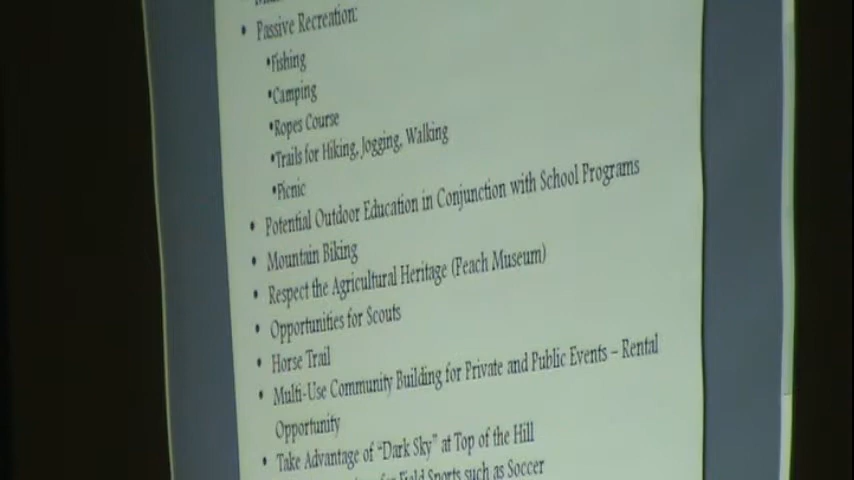 • Passive Recreation:
•Fishing
•Camping
•Ropes Course
•Trails for Hiking, Jogging, Walking
•Picnic
• Potential Outdoor Education in Conjunction with School Programs
• Mountain Biking
• Respect the Agricultural Heritage (Peach Museum)
• Opportunities for Scouts
• Horse Trail
• Multi-Use Community Building for Private and Public Events – Rental
Opportunity
• Take Advantage of “Dark Sky” at Top of the Hill
for Field Sports such as Soccer